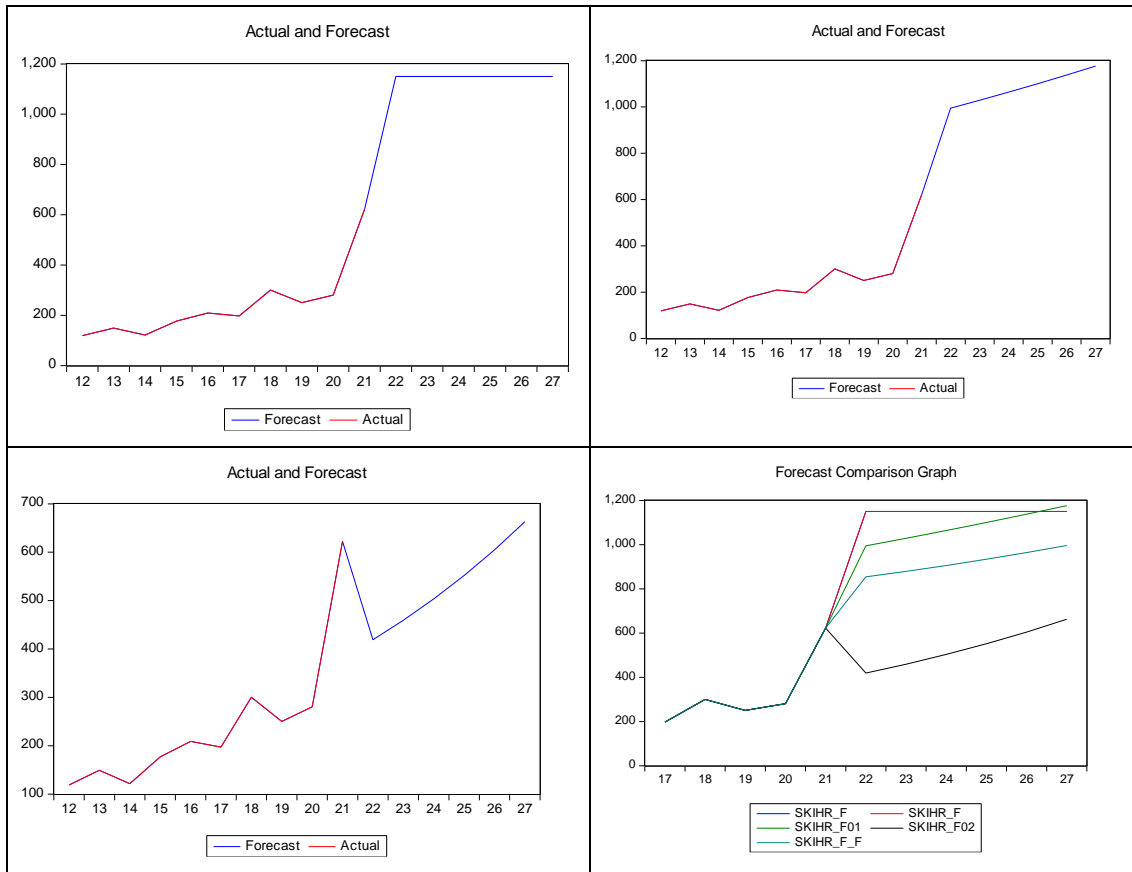 Actual and Forecast
1,200
1,000
800
600
400
200
0
12 13 14 15 16 17 18 19 20 21 22 23 24 25 26 27
Forecast Actual
Actual and Forecast
1,200
1,000
800
600
400
200
0
12 13 14 15 16 17 18 19 20 21 22 23 24 25 26 27
Forecast Actual
Actual and Forecast
700
600
500
400
300
200
100
12 13 14 15 16 17 18 19 20 21 22 23 24 25 26 27
Forecast Actual
Forecast Comparison Graph
1,200
1,000
800
600
400
200
0
17 18 19 20 21 22 23 24 25 26 27
SKIHR_F SKIHR_F
SKIHR_F01 SKIHR_F02
SKIHR_F_F